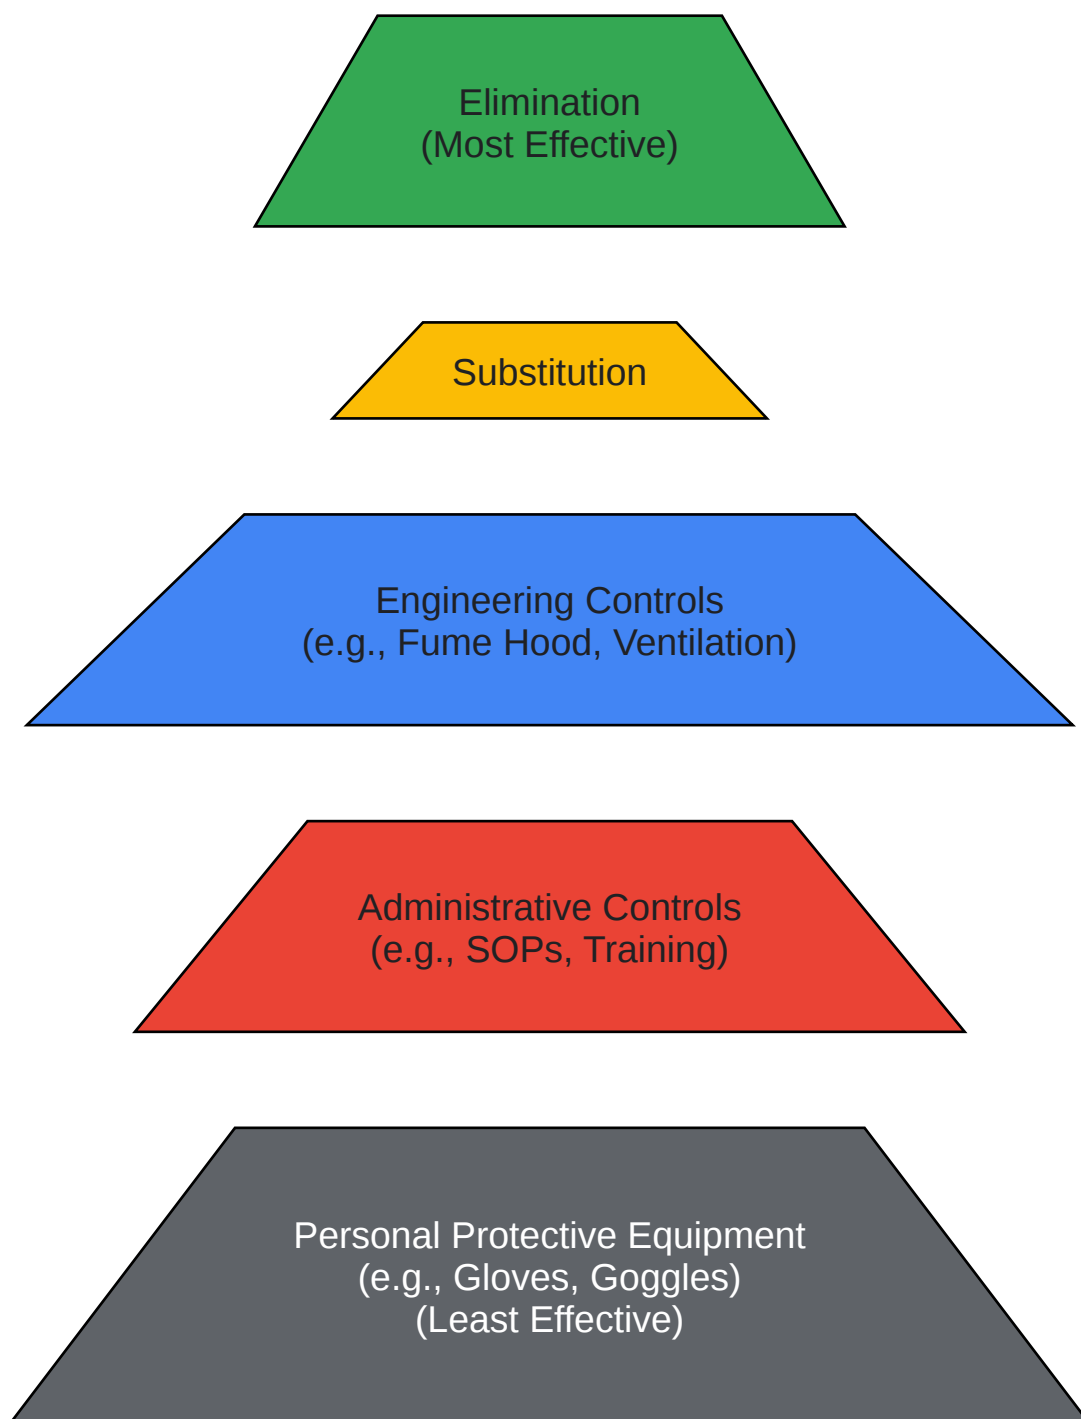 Elimination
(Most Effective)
Substitution
Engineering Controls
(e.g., Fume Hood, Ventilation)
Administrative Controls
(e.g., SOPs, Training)
Personal Protective Equipment
(e.g., Gloves, Goggles)
(Least Effective)